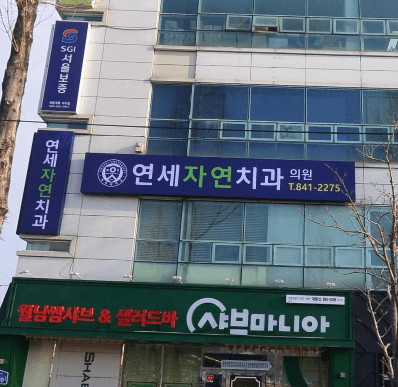 SGI 서울보증
연세자연치과
연세자연치과 의원
T.841-2275
월남쌈샤브 & 샐러드바 샤브마니아
SHAB